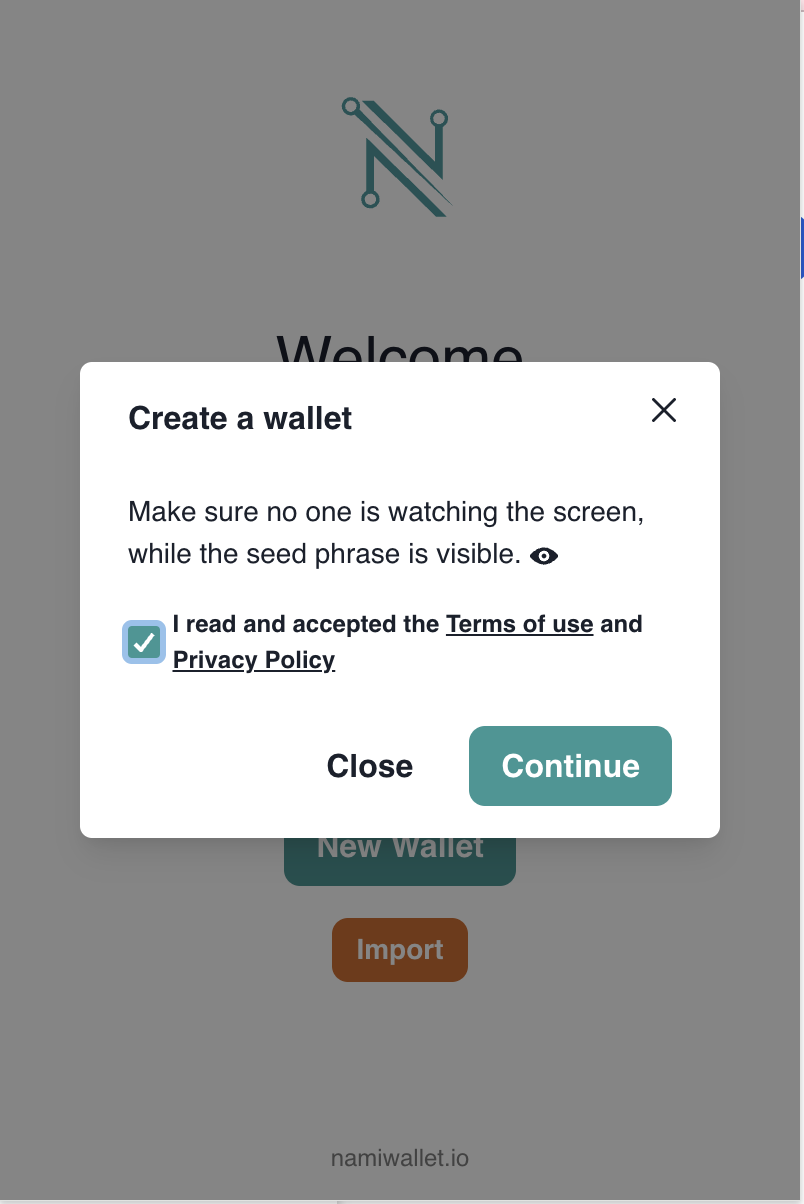 Welcome
Create a wallet
Make sure no one is watching the screen,
while the seed phrase is visible.
I read and accepted the Terms of use and
Privacy Policy
Close
Continue
New Wallet
Import
namiwallet.io